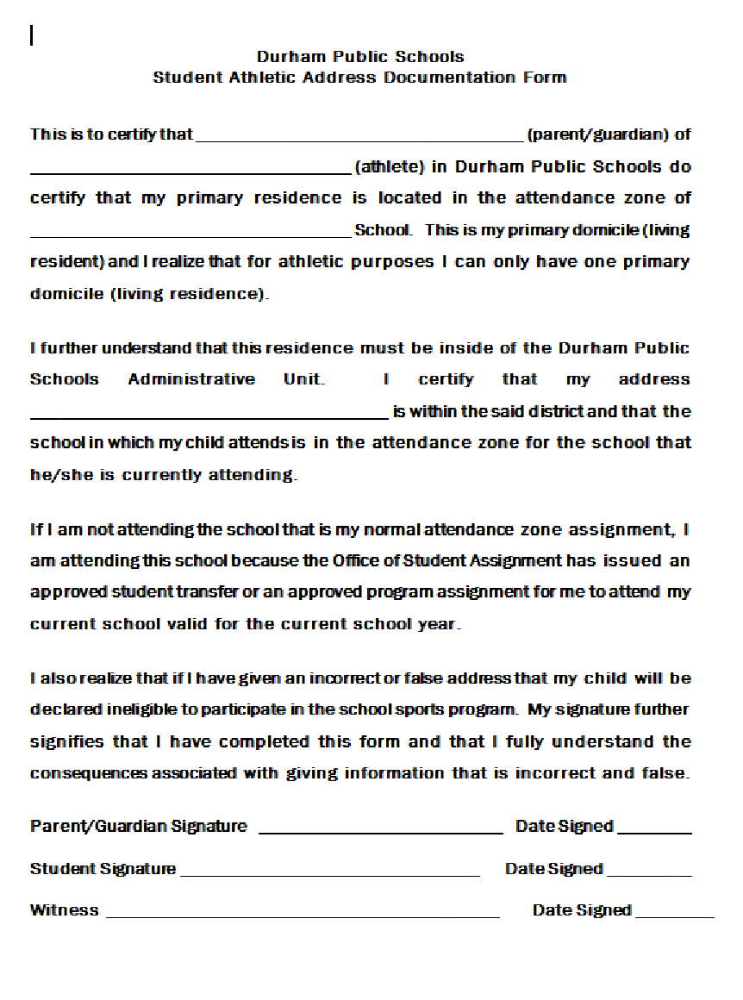 Durham Public Schools
Student Athletic Address Documentation Form
This is to certify that ______________________________ (parent/guardian) of
______________________________ (athlete) in Durham Public Schools do
certify that my primary residence is located in the attendance zone of
______________________________ School. This is my primary domicile (living
resident) and I realize that for athletic purposes I can only have one primary
domicile (living residence).
I further understand that this residence must be inside of the Durham Public
Schools Administrative Unit. I certify that my address
______________________________ is within the said district and that the
school in which my child attends is in the attendance zone for the school that
he/she is currently attending.
If I am not attending the school that is my normal attendance zone assignment, I
am attending this school because the Office of Student Assignment has issued an
approved student transfer or an approved program assignment for me to attend my
current school valid for the current school year.
I also realize that if I have given an incorrect or false address that my child will be
declared ineligible to participate in the school sports program. My signature further
signifies that I have completed this form and that I fully understand the
consequences associated with giving information that is incorrect and false.
Parent/Guardian Signature ______________________ Date Signed ________
Student Signature ____________________________ Date Signed _________
Witness ____________________________________ Date Signed ________